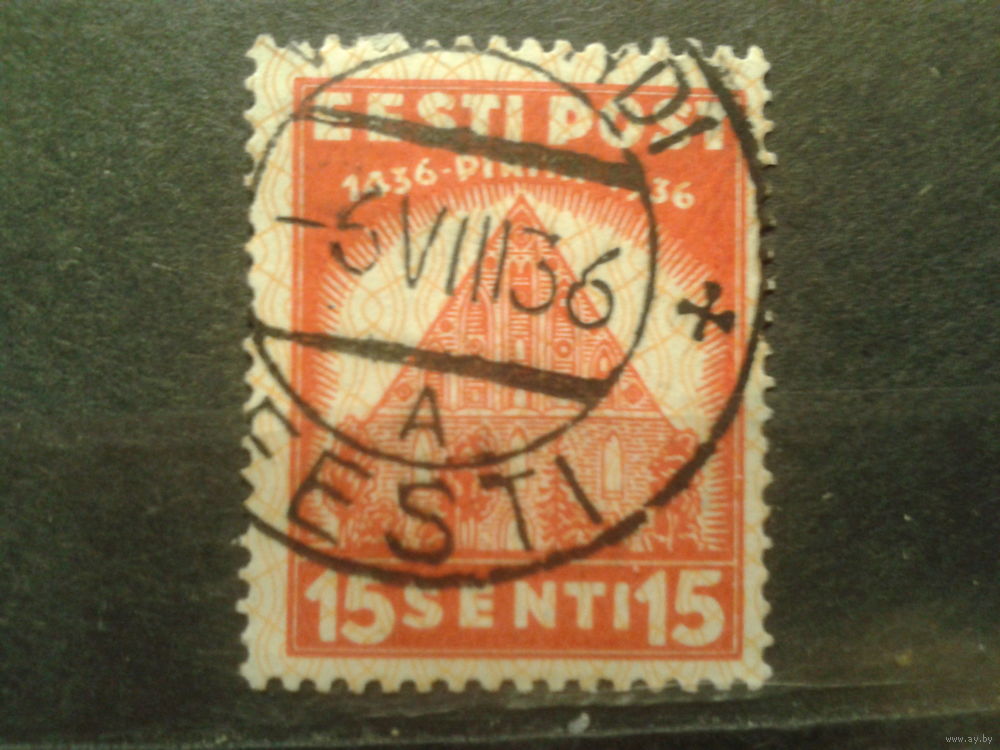 EESTI POST
1436-PIRITA-1936
-5 VIII 36
A
EESTI
15 SENTI 15
www.ay.by